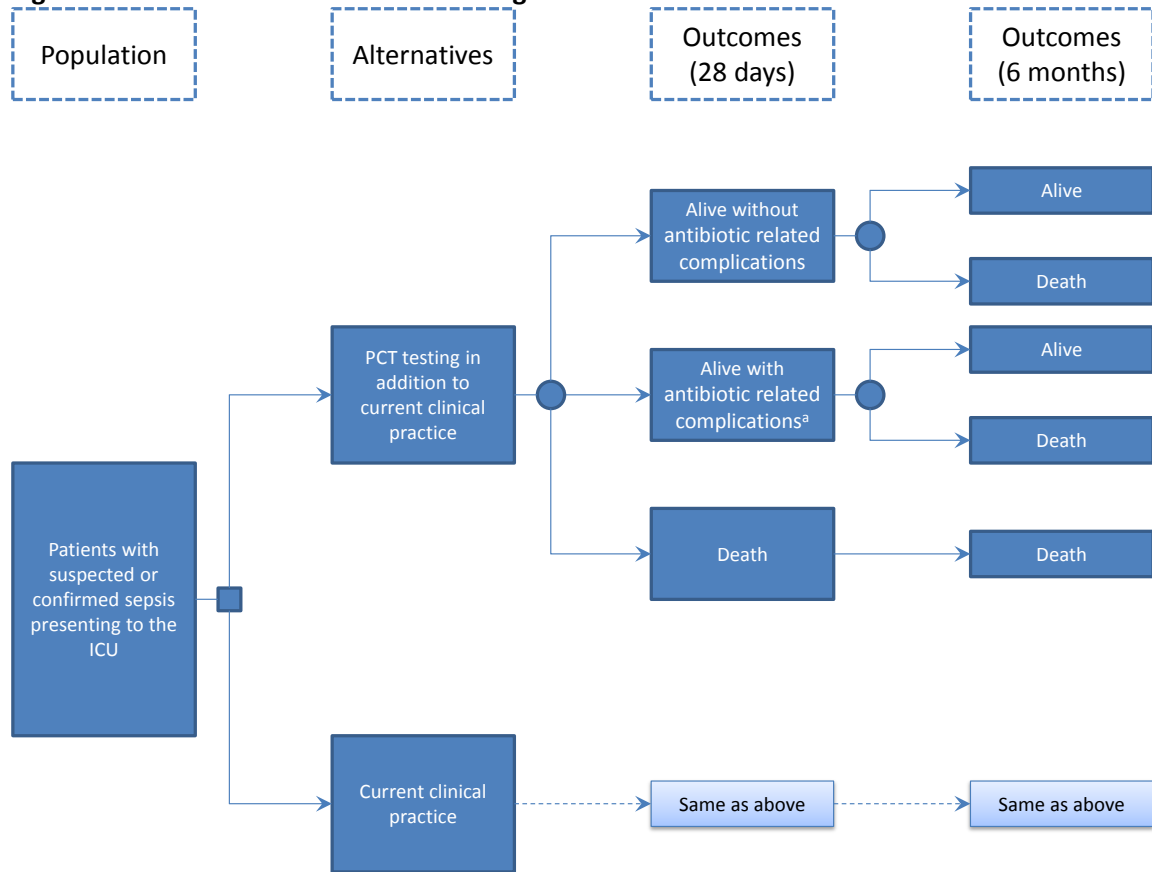 Population
Alternatives
Outcomes
(28 days)
Outcomes
(6 months)
Alive without
antibiotic related
complications
Alive
Death
PCT testing in
addition to
current clinical
practice
Alive with
antibiotic related
complicationsᵃ
Alive
Death
Patients with
suspected or
confirmed sepsis
presenting to the
ICU
Death
Death
Current clinical
practice
Same as above
Same as above